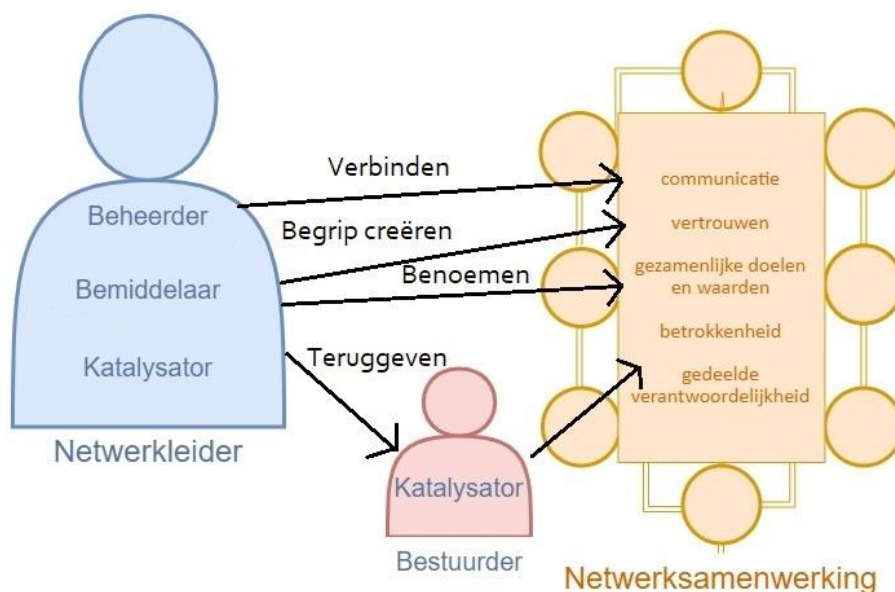 Verbinden
Beheerder
Begrip creëren
Bemiddelaar
Benoemen
Katalysator
Teruggeven
Netwerkleider
Katalysator
Bestuurder
communicatie
vertrouwen
gezamenlijke doelen
en waarden
betrokkenheid
gedeelde
verantwoordelijkheid
Netwerksamenwerking